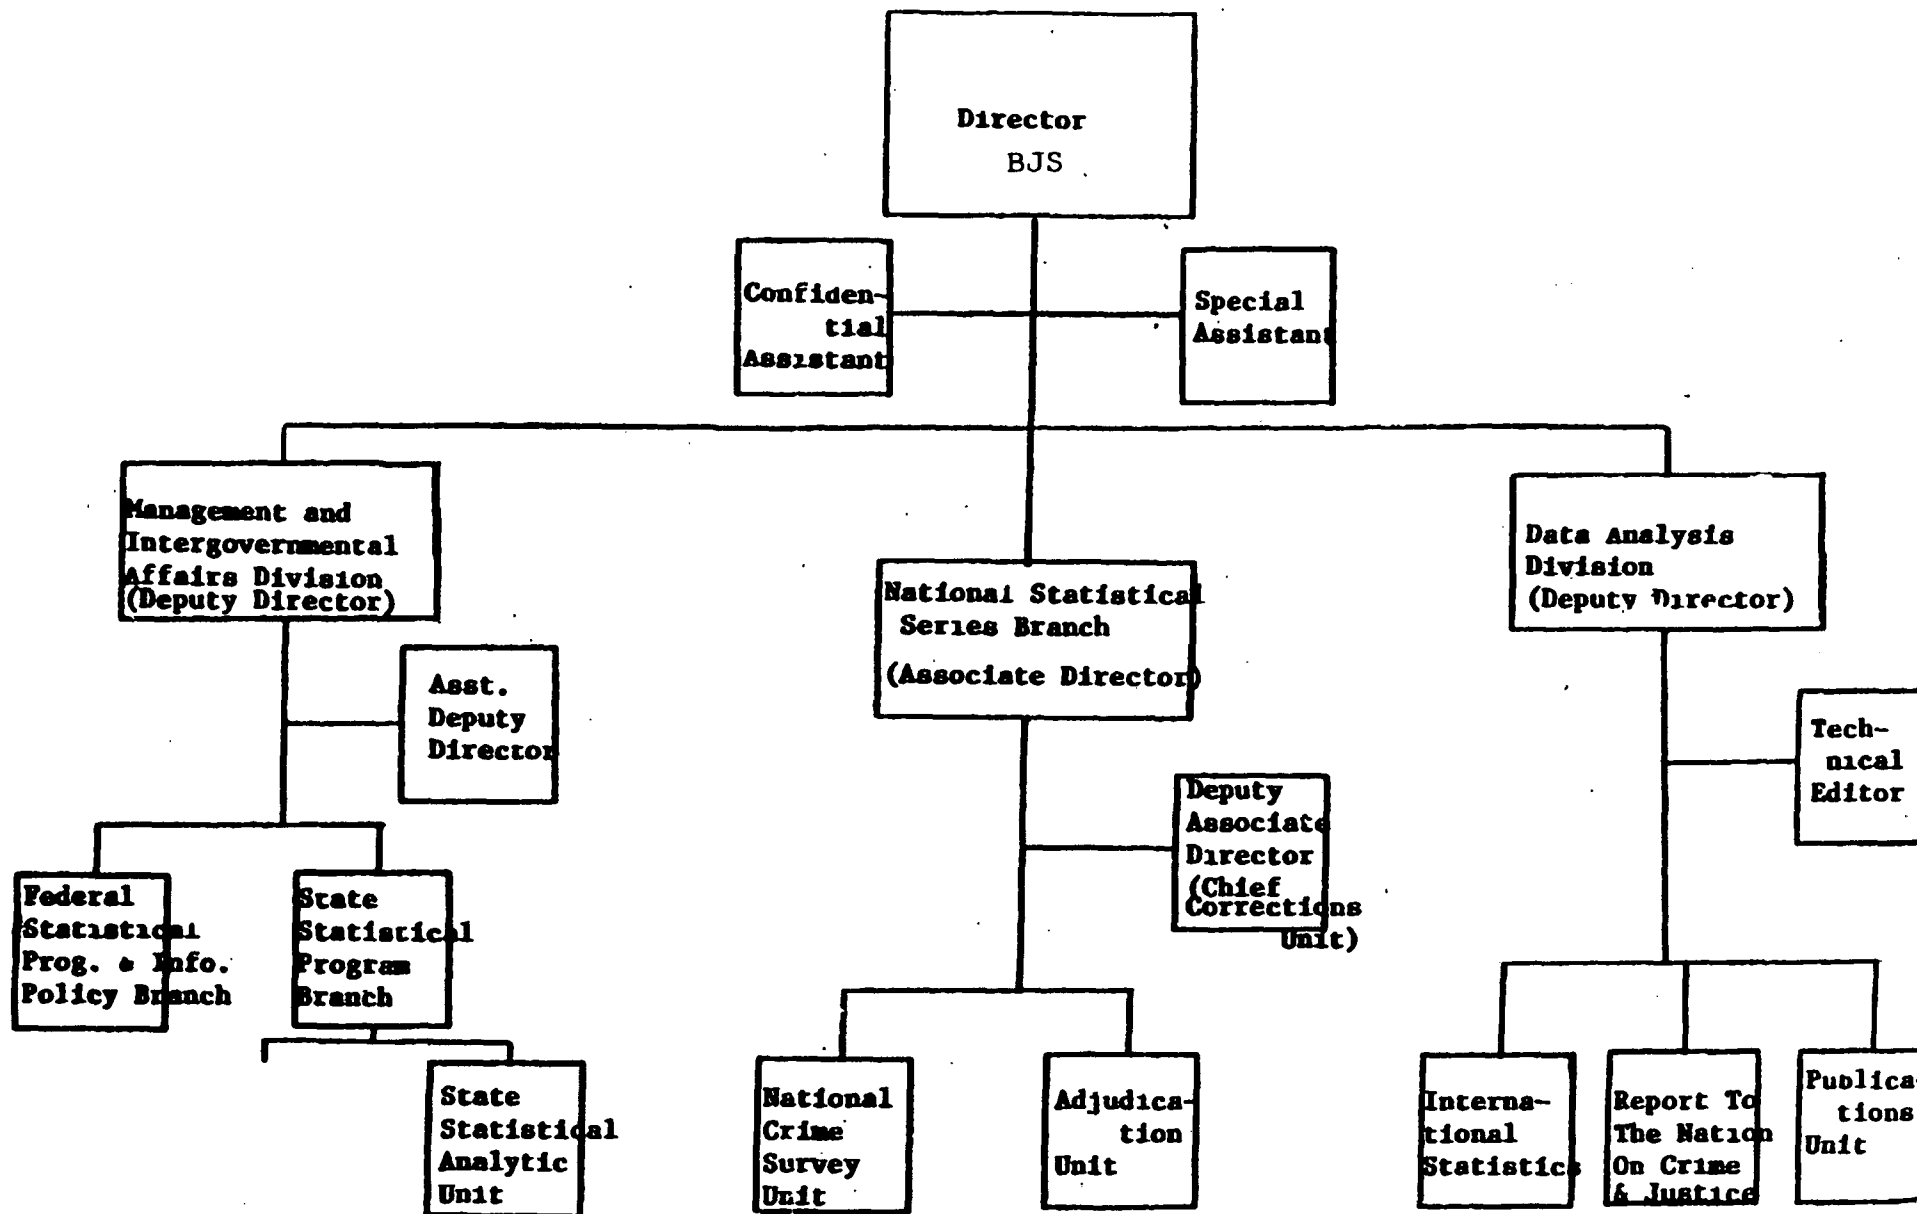 Director
BJS
Confiden-
tial
Assistant
Special
Assistant
Management and
Intergovernmental
Affairs Division
(Deputy Director)
National Statistical
Series Branch
(Associate Director)
Data Analysis
Division
(Deputy Director)
Asst.
Deputy
Director
Deputy
Associate
Director
(Chief
Corrections
Unit)
Tech-
nical
Editor
Federal
Statistical
Prog. & Info.
Policy Branch
State
Statistical
Program
Branch
State
Statistical
Analytic
Unit
National
Crime
Survey
Unit
Adjudica-
tion
Unit
Interna-
tional
Statistics
Report To
The Nation
On Crime
& Justice
Publica-
tions
Unit